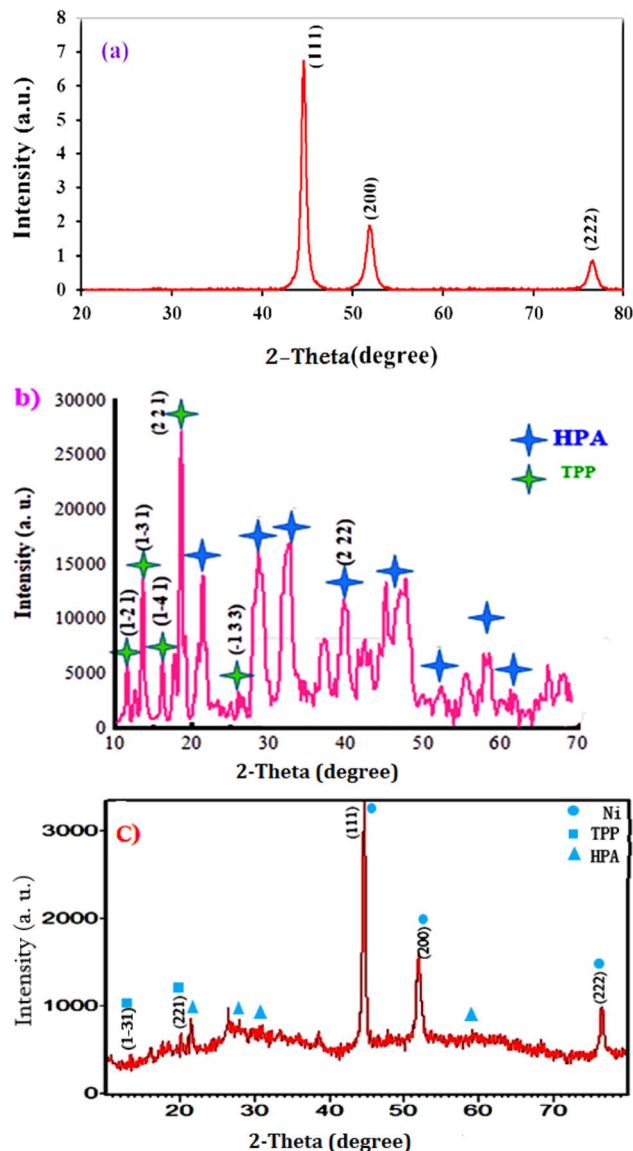 (a)
8
7
6
5
4
3
2
1
0
Intensity (a.u.)
(111)
(200)
(222)
20 30 40 50 60 70 80
2-Theta(degree)
b)
30000
25000
20000
15000
10000
5000
0
Intensity (a. u.)
(1-2 1)
(1-3 1)
(1-4 1)
(2 2 1)
(-1 3 3)
(2 22)
HPA
TPP
10 20 30 40 50 60 70
2-Theta (degree)
C)
3000
2000
1000
0
Intensity (a. u.)
(1-31)
(221)
(111)
(200)
(222)
Ni
TPP
HPA
20 30 40 50 60 70
2-Theta (degree)